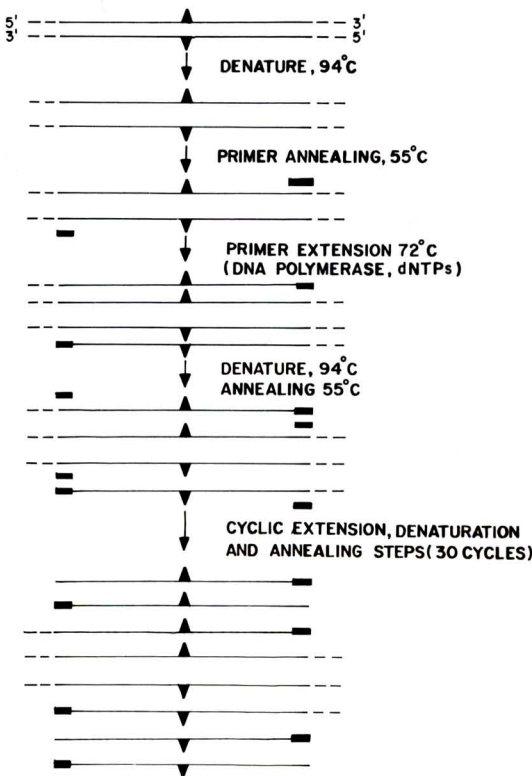 5' 3'
3' 5'
DENATURE, 94°C
PRIMER ANNEALING, 55°C
PRIMER EXTENSION 72°C
(DNA POLYMERASE, dNTPs)
DENATURE, 94°C
ANNEALING 55°C
CYCLIC EXTENSION, DENATURATION
AND ANNEALING STEPS(30 CYCLES)